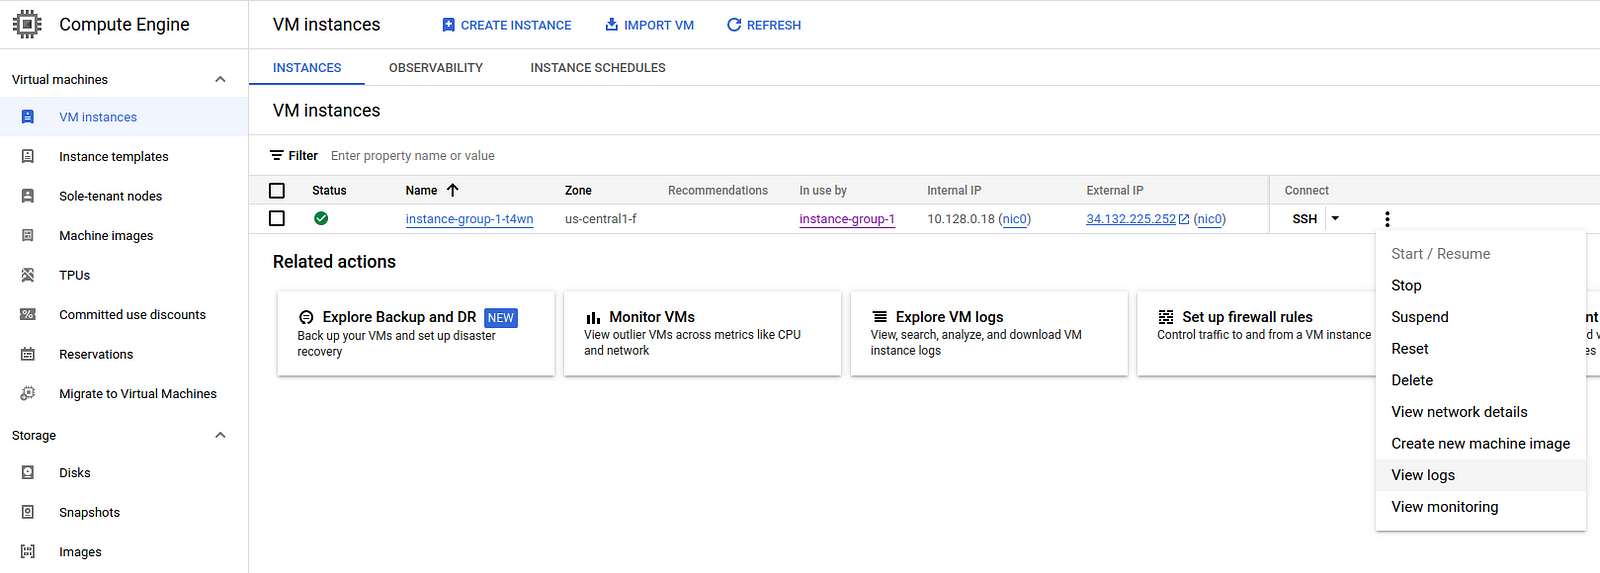 Compute Engine
VM instances
CREATE INSTANCE
IMPORT VM
REFRESH
Virtual machines
VM instances
Instance templates
Sole-tenant nodes
Machine images
TPUs
Committed use discounts
Reservations
Migrate to Virtual Machines
Storage
Disks
Snapshots
Images
INSTANCES OBSERVABILITY INSTANCE SCHEDULES
VM instances
Filter Enter property name or value
Status Name Zone Recommendations In use by Internal IP External IP Connect
instance-group-1-t4wn us-central1-f instance-group-1 10.128.0.18 (nic0) 34.132.225.252 (nic0) SSH
Related actions
Explore Backup and DR NEW
Back up your VMs and set up disaster
recovery
Monitor VMs
View outlier VMs across metrics like CPU
and network
Explore VM logs
View, search, analyze, and download VM
instance logs
Set up firewall rules
Control traffic to and from a VM instance
Start / Resume
Stop
Suspend
Reset
Delete
View network details
Create new machine image
View logs
View monitoring